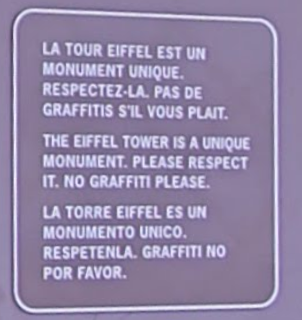 LA TOUR EIFFEL EST UN
MONUMENT UNIQUE.
RESPECTEZ-LA. PAS DE
GRAFFITIS S'IL VOUS PLAIT.
THE EIFFEL TOWER IS A UNIQUE
MONUMENT. PLEASE RESPECT
IT. NO GRAFFITI PLEASE.
LA TORRE EIFFEL ES UN
MONUMENTO UNICO.
RESPETENLA. GRAFFITI NO
POR FAVOR.